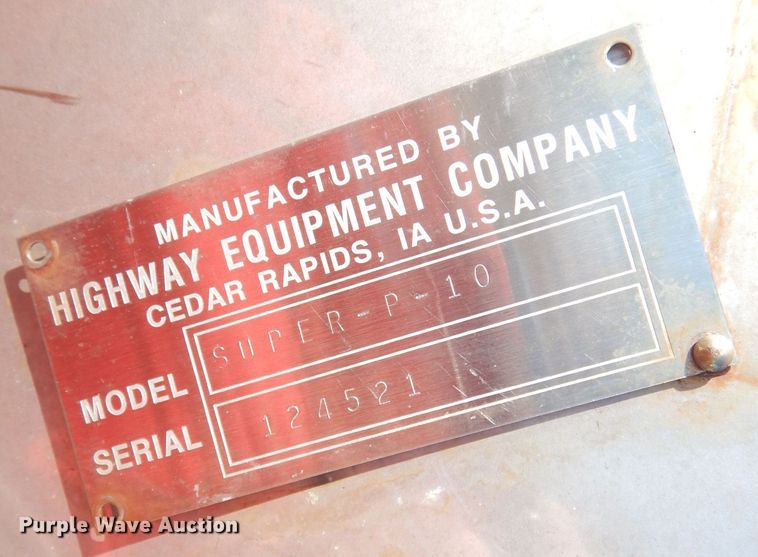 MANUFACTURED BY
HIGHWAY EQUIPMENT COMPANY
CEDAR RAPIDS, IA U.S.A.
MODEL SUPER-P-10
SERIAL 124521
Purple Wave Auction